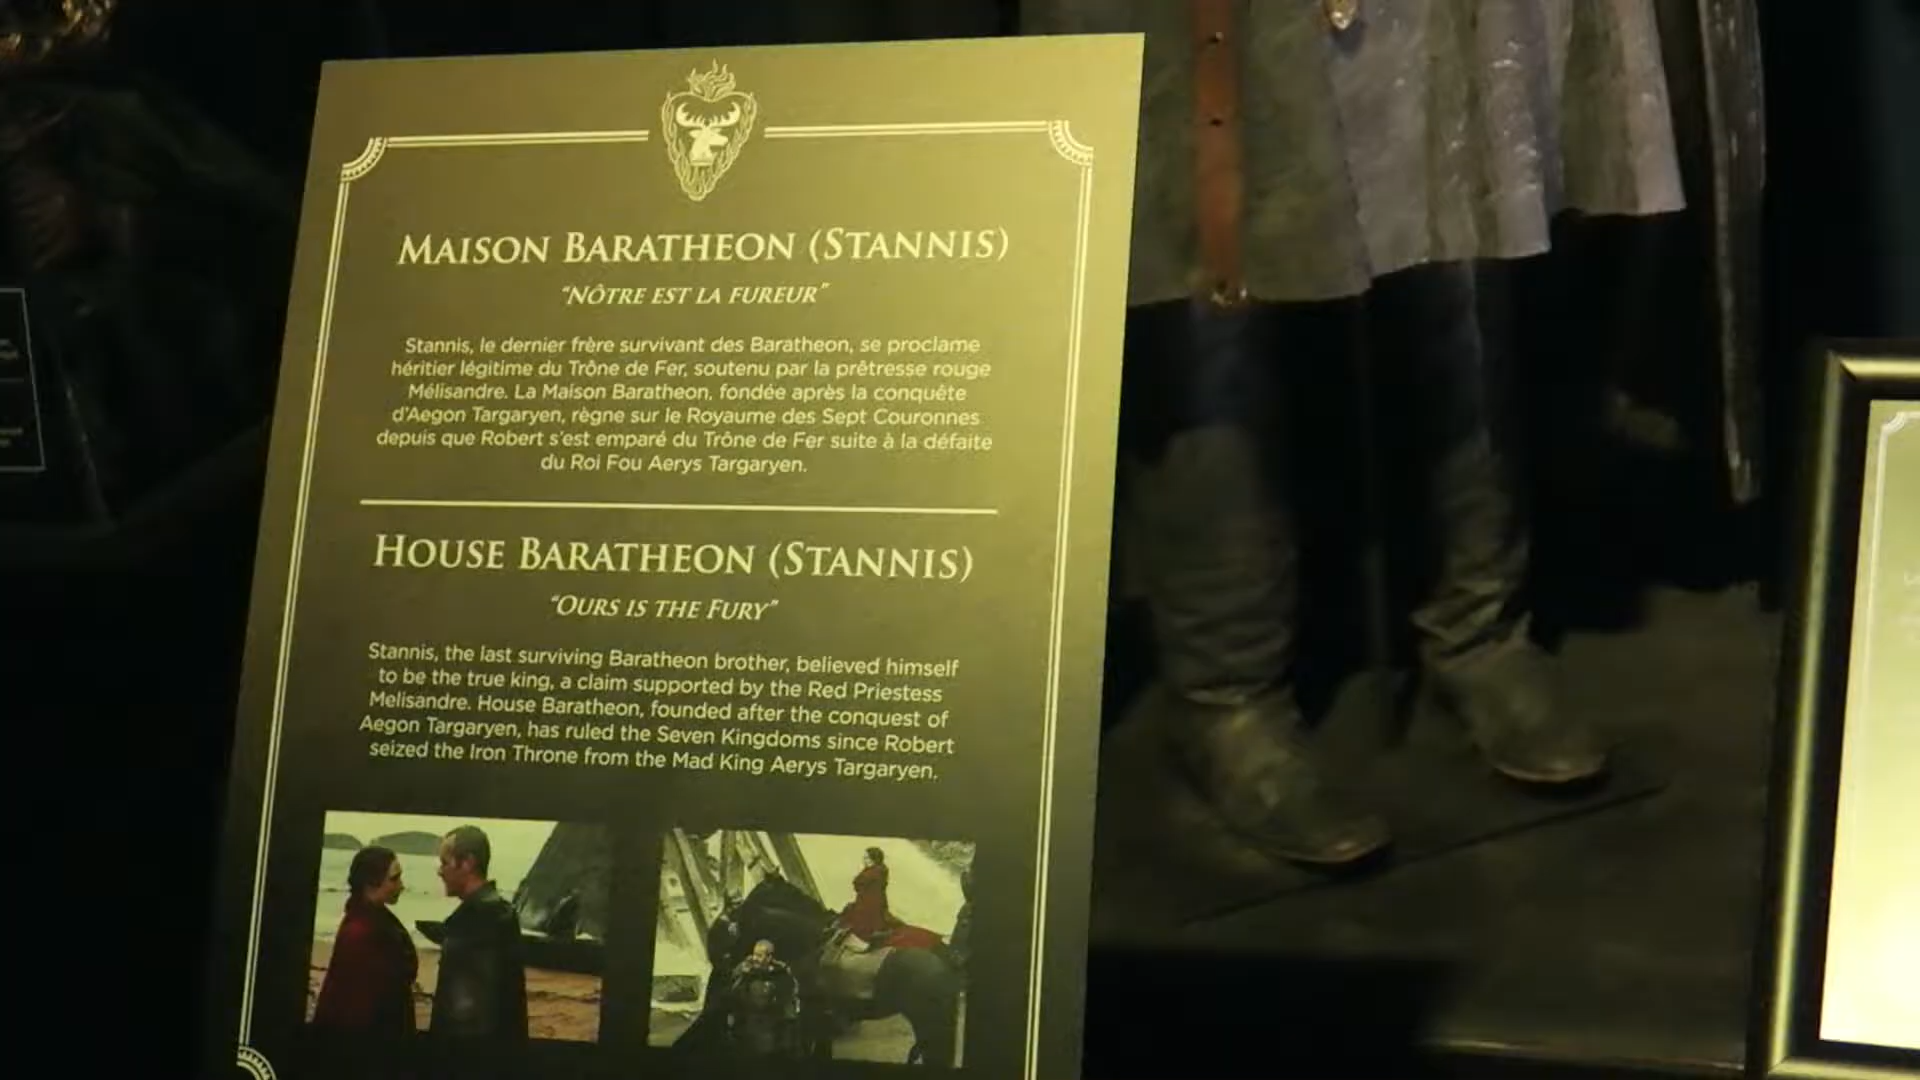 MAISON BARATHEON (STANNIS)
“NÔTRE EST LA FUREUR”
Stannis, le dernier frère survivant des Baratheon, se proclame
héritier légitime du Trône de Fer, soutenu par la prêtresse rouge
Mélisandre. La Maison Baratheon, fondée après la conquête
d'Aegon Targaryen, règne sur le Royaume des Sept Couronnes
depuis que Robert s'est emparé du Trône de Fer suite à la défaite
du Roi Fou Aerys Targaryen.
HOUSE BARATHEON (STANNIS)
“OURS IS THE FURY”
Stannis, the last surviving Baratheon brother, believed himself
to be the true king, a claim supported by the Red Priestess
Melisandre. House Baratheon, founded after the conquest of
Aegon Targaryen, has ruled the Seven Kingdoms since Robert
seized the Iron Throne from the Mad King Aerys Targaryen.